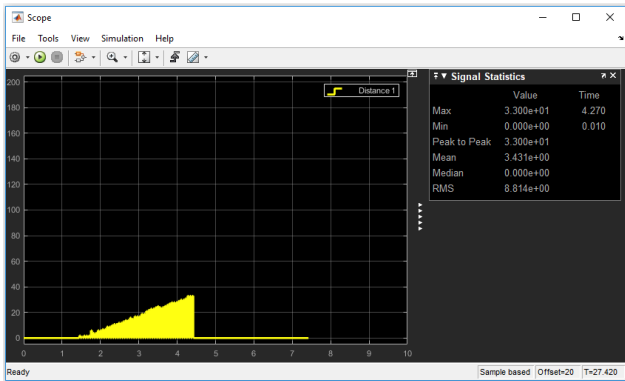 Scope
File Tools View Simulation Help
Distance 1
200
180
160
140
120
100
80
60
40
20
0
0 1 2 3 4 5 6 7 8 9 10
Signal Statistics
Value Time
Max 3.300e+01 4.270
Min 0.000e+00 0.010
Peak to Peak 3.300e+01
Mean 3.431e+00
Median 0.000e+00
RMS 8.814e+00
Ready Sample based Offset=20 T=27.420